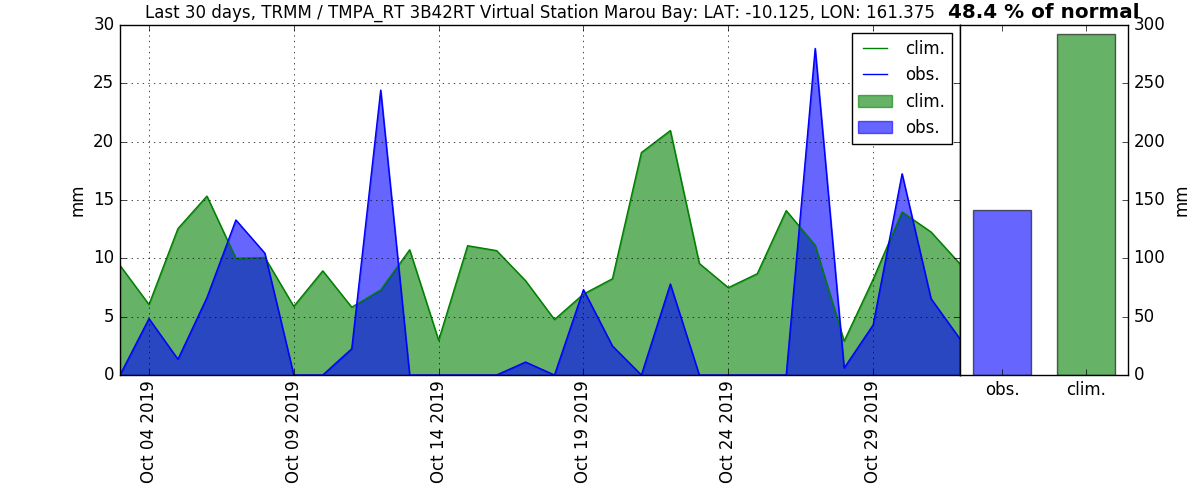 Last 30 days, TRMM / TMPA_RT 3B42RT Virtual Station Marou Bay: LAT: -10.125, LON: 161.375
48.4 % of normal
30
25
20
15
10
5
0
mm
clim.
obs.
clim.
obs.
300
250
200
150
100
50
0
mm
obs.
clim.
Oct 04 2019
Oct 09 2019
Oct 14 2019
Oct 19 2019
Oct 24 2019
Oct 29 2019